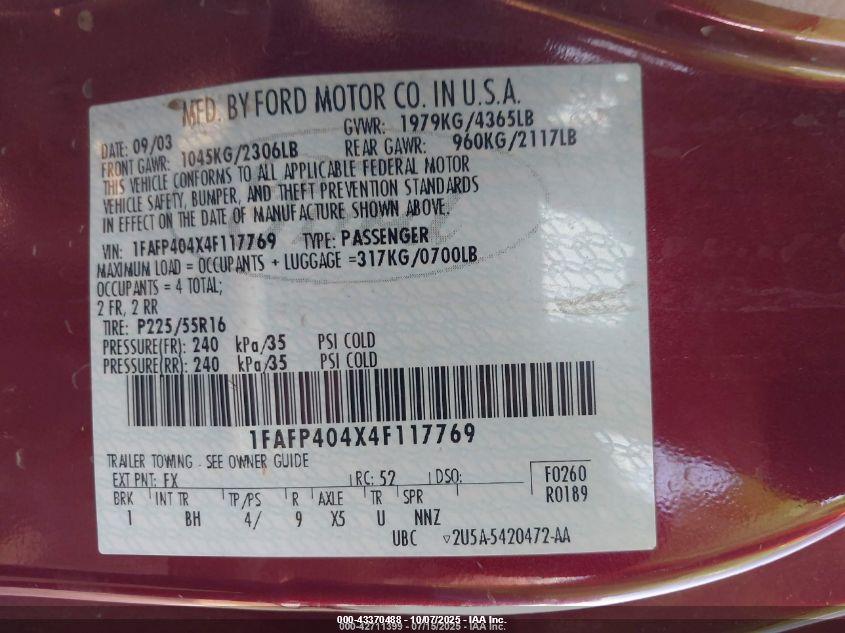 MFD. BY FORD MOTOR CO. IN U.S.A.
DATE: 09/03 GVWR: 1979KG/4365LB
FRONT GAWR: 1045KG/2306LB REAR GAWR: 960KG/2117LB
THIS VEHICLE CONFORMS TO ALL APPLICABLE FEDERAL MOTOR
VEHICLE SAFETY, BUMPER, AND THEFT PREVENTION STANDARDS
IN EFFECT ON THE DATE OF MANUFACTURE SHOWN ABOVE.
VIN: 1FAFP404X4F117769 TYPE: PASSENGER
MAXIMUM LOAD = OCCUPANTS + LUGGAGE =317KG/0700LB
OCCUPANTS = 4 TOTAL;
2 FR, 2 RR
TIRE: P225/55R16
PRESSURE(FR): 240 kPa/35 PSI COLD
PRESSURE(RR): 240 kPa/35 PSI COLD
1FAFP404X4F117769
TRAILER TOWING - SEE OWNER GUIDE
EXT PNT: FX RC: 52 DSO: F0260
R0189
BRK INT TR TP/PS R AXLE TR SPR
1 BH 4/ 9 X5 U NNZ
UBC ▽2U5A-5420472-AA
000-43370488 - 10/07/2025 - IAA Inc.
000-42711399 - 07/15/2025 - IAA Inc.